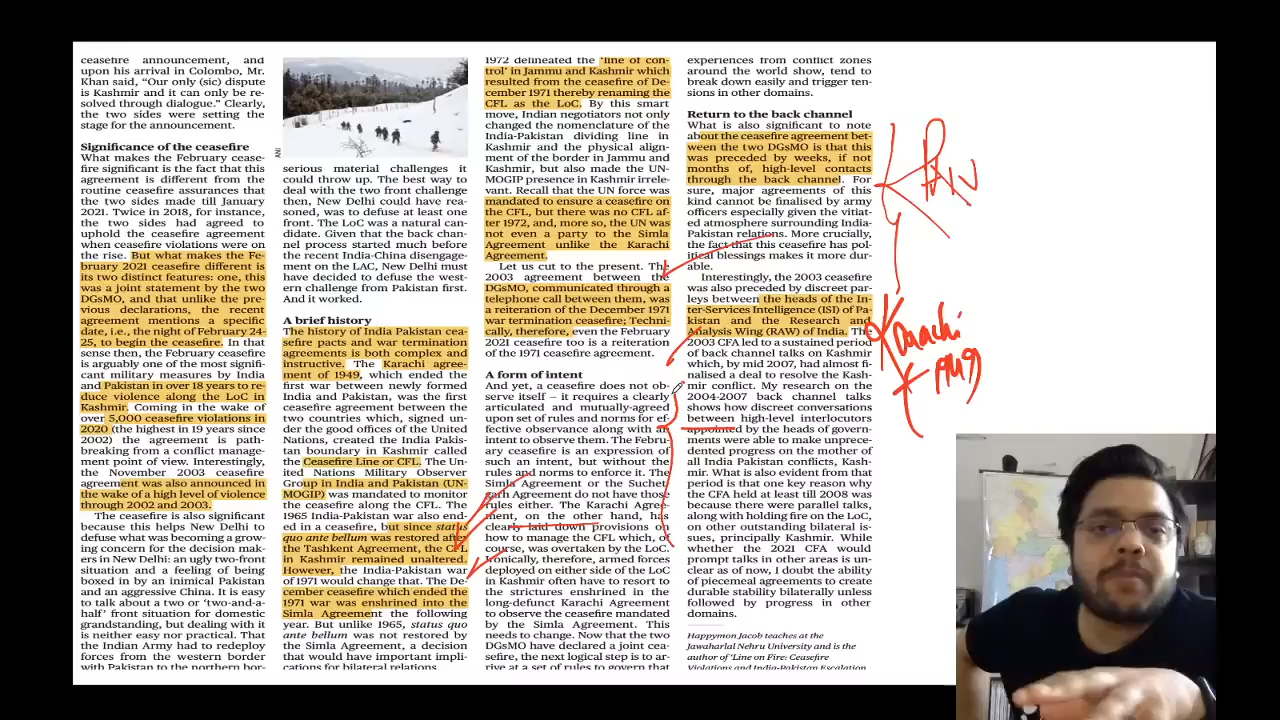 ceasefire announcement, and
upon his arrival in Colombo, Mr.
Khan said, “Our only (sic) dispute
is Kashmir and it can only be re-
solved through dialogue.” Clearly,
the two sides were setting the
stage for the announcement.
Significance of the ceasefire
What makes the February cease-
fire significant is the fact that this
agreement is different from the
routine ceasefire assurances that
the two sides made till January
2021. Twice in 2018, for instance,
the two sides had agreed to
uphold the ceasefire agreement
when ceasefire violations were on
the rise. But what makes the Fe-
bruary 2021 ceasefire different is
its two distinct features: one, this
was a joint statement by the two
DGsMO, and that unlike the pre-
vious declarations, the recent
agreement mentions a specific
date, i.e., the night of February 24-
25, to begin the ceasefire. In that
sense then, the February ceasefire
is arguably one of the most signifi-
cant military measures by India
and Pakistan in over 18 years to re-
duce violence along the LoC in
Kashmir. Coming in the wake of
over 5,000 ceasefire violations in
2020 (the highest in 19 years since
2002) the agreement is path-
breaking from a conflict manage-
ment point of view. Interestingly,
the November 2003 ceasefire
agreement was also announced in
the wake of a high level of violence
through 2002 and 2003.
The ceasefire is also significant
because this helps New Delhi to
defuse what was becoming a grow-
ing concern for the decision mak-
ers in New Delhi: an ugly two-front
situation and a feeling of being
boxed in by an inimical Pakistan
and an aggressive China. It is easy
to talk about a two or ‘two-and-a-
half’ front situation for domestic
grandstanding, but dealing with it
is neither easy nor practical. That
the Indian Army had to redeploy
forces from the western border
with Pakistan to the northern bor-
ANI
serious material challenges it
could throw up. The best way to
deal with the two front challenge
then, New Delhi could have rea-
soned, was to defuse at least one
front. The LoC was a natural can-
didate. Given that the back chan-
nel process started much before
the recent India-China disengage-
ment on the LAC, New Delhi must
have decided to defuse the west-
ern challenge from Pakistan first.
And it worked.
A brief history
The history of India Pakistan cea-
sefire pacts and war termination
agreements is both complex and
instructive. The Karachi agree-
ment of 1949, which ended the
first war between newly formed
India and Pakistan, was the first
ceasefire agreement between the
two countries which, signed un-
der the good offices of the United
Nations, created the India Pakis-
tan boundary in Kashmir called
the Ceasefire Line or CFL. The Un-
ited Nations Military Observer
Group in India and Pakistan (UN-
MOGIP) was mandated to monitor
the ceasefire along the CFL. The
1965 India-Pakistan war also end-
ed in a ceasefire, but since status
quo ante bellum was restored after
the Tashkent Agreement, the CFL
in Kashmir remained unaltered.
However, the India-Pakistan war
of 1971 would change that. The De-
cember ceasefire which ended the
1971 war was enshrined into the
Simla Agreement the following
year. But unlike 1965, status quo
ante bellum was not restored by
the Simla Agreement, a decision
that would have important impli-
cations for bilateral relations.
1972 delineated the ‘line of con-
trol’ in Jammu and Kashmir which
resulted from the ceasefire of De-
cember 1971 thereby renaming the
CFL as the LoC. By this smart
move, Indian negotiators not only
changed the nomenclature of the
India-Pakistan dividing line in
Kashmir and the physical align-
ment of the border in Jammu and
Kashmir, but also made the UN-
MOGIP presence in Kashmir irrele-
vant. Recall that the UN force was
mandated to ensure a ceasefire on
the CFL, but there was no CFL af-
ter 1972, and, more so, the UN was
not even a party to the Simla
Agreement unlike the Karachi
Agreement.
Let us cut to the present. The
2003 agreement between the
DGsMO, communicated through a
telephone call between them, was
a reiteration of the December 1971
war termination ceasefire; Techni-
cally, therefore, even the February
2021 ceasefire too is a reiteration
of the 1971 ceasefire agreement.
A form of intent
And yet, a ceasefire does not ob-
serve itself – it requires a clearly
articulated and mutually-agreed
upon set of rules and norms for ef-
fective observance along with an
intent to observe them. The Febru-
ary ceasefire is an expression of
such an intent, but without the
rules and norms to enforce it. The
Simla Agreement or the Suchet-
garh Agreement do not have those
rules either. The Karachi Agree-
ment, on the other hand, has
clearly laid down provisions on
how to manage the CFL which, of
course, was overtaken by the LoC.
Ironically, therefore, armed forces
deployed on either side of the LoC
in Kashmir often have to resort to
the strictures enshrined in the
long-defunct Karachi Agreement
to observe the ceasefire mandated
by the Simla Agreement. This
needs to change. Now that the two
DGsMO have declared a joint cea-
sefire, the next logical step is to ar-
rive at a set of rules to govern that
experiences from conflict zones
around the world show, tend to
break down easily and trigger ten-
sions in other domains.
Return to the back channel
What is also significant to note
about the ceasefire agreement bet-
ween the two DGsMO is that this
was preceded by weeks, if not
months of, high-level contacts
through the back channel. For
sure, major agreements of this
kind cannot be finalised by army
officers especially given the vitiat-
ed atmosphere surrounding India-
Pakistan relations. More crucially,
the fact that this ceasefire has pol-
itical blessings makes it more dur-
able.
Interestingly, the 2003 ceasefire
was also preceded by discreet par-
leys between the heads of the In-
ter-Services Intelligence (ISI) of Pa-
kistan and the Research and
Analysis Wing (RAW) of India. The
2003 CFA led to a sustained period
of back channel talks on Kashmir
which, by mid 2007, had almost fi-
nalised a deal to resolve the Kash-
mir conflict. My research on the
2004-2007 back channel talks
shows how discreet conversations
between high-level interlocutors
appointed by the heads of govern-
ments were able to make unprece-
dented progress on the mother of
all India Pakistan conflicts, Kash-
mir. What is also evident from that
period is that one key reason why
the CFA held at least till 2008 was
because there were parallel talks,
along with holding fire on the LoC,
on other outstanding bilateral is-
sues, principally Kashmir. While
whether the 2021 CFA would
prompt talks in other areas is un-
clear as of now, I doubt the ability
of piecemeal agreements to create
durable stability bilaterally unless
followed by progress in other
domains.
Happymon Jacob teaches at the
Jawaharlal Nehru University and is the
author of ‘Line on Fire: Ceasefire
Violations and India-Pakistan Escalation
Karachi
1949)